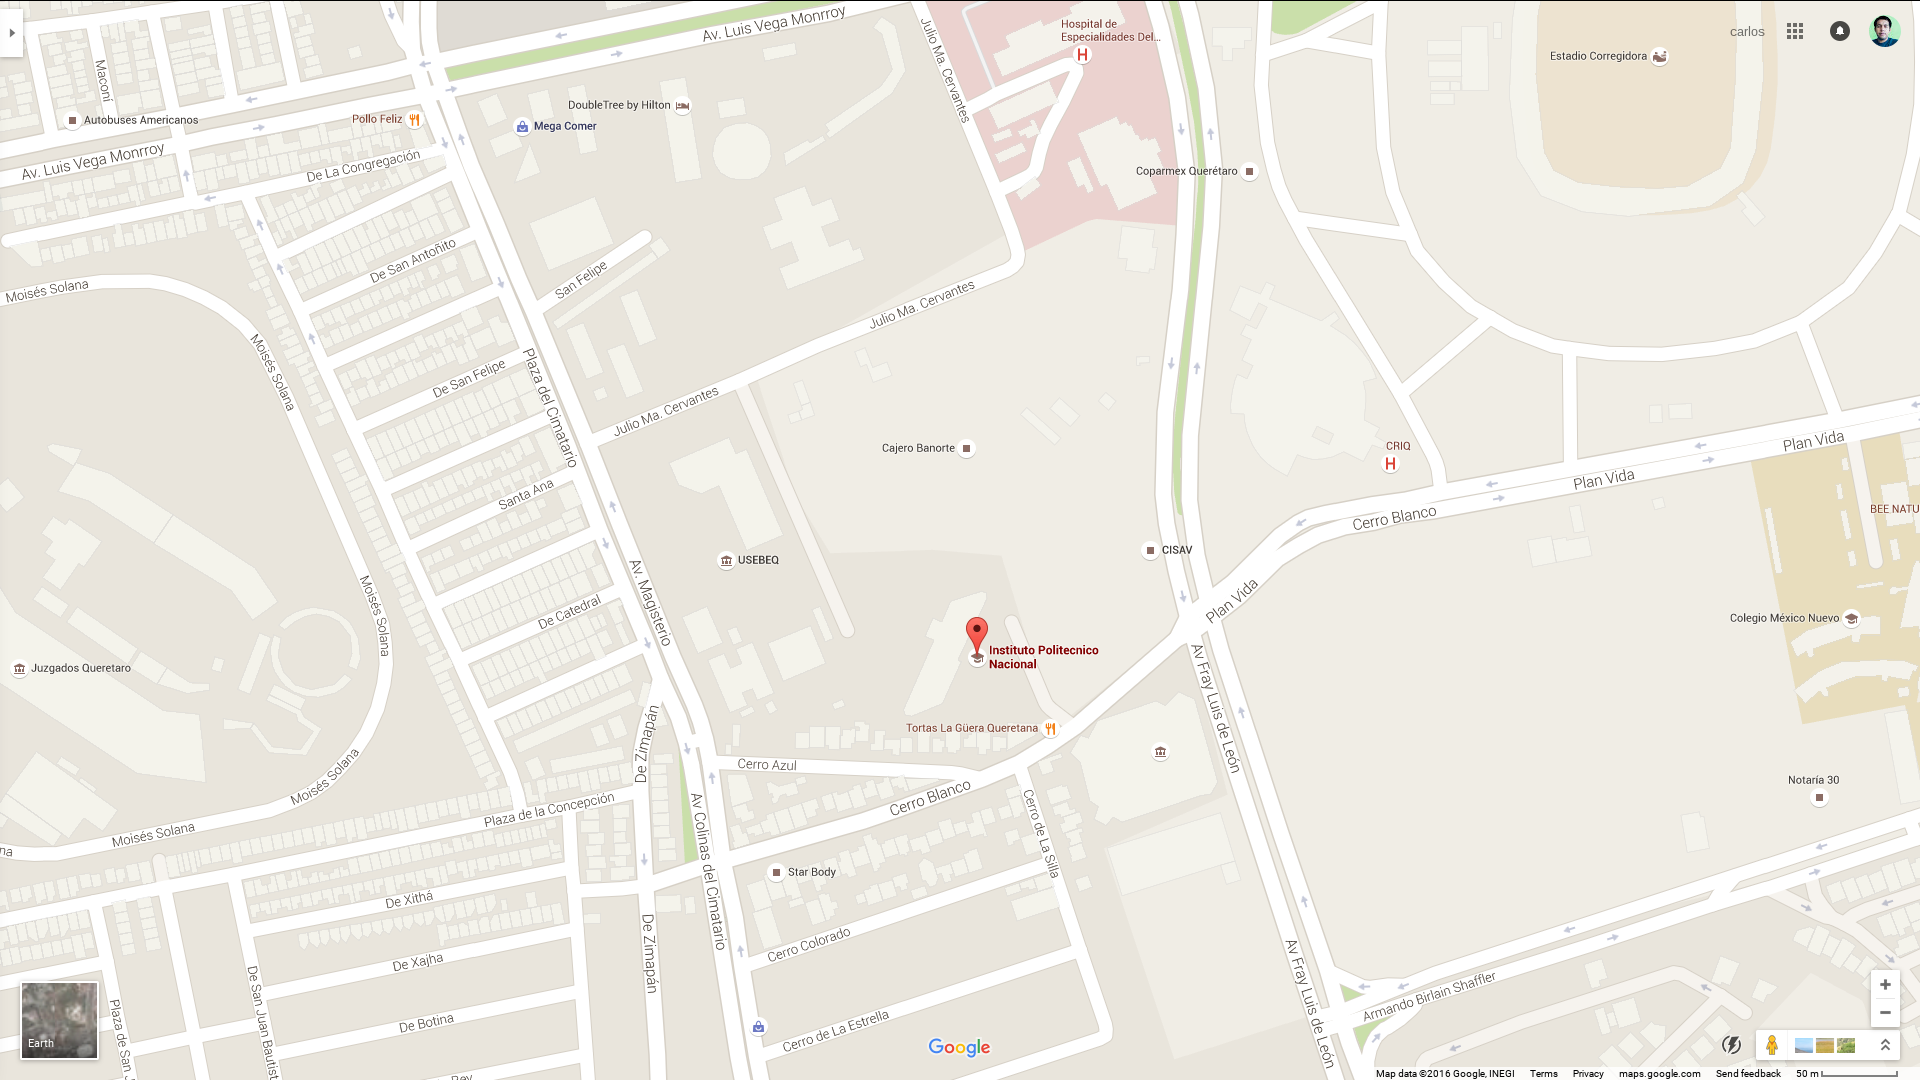 Av. Luis Vega Monrroy
Julio Ma. Cervantes
Hospital de
Especialidades Del...
H
carlos
Estadio Corregidora
Maconí
Autobuses Americanos
Pollo Feliz
DoubleTree by Hilton
Mega Comer
Av. Luis Vega Monrroy
De La Congregación
Coparmex Querétaro
De San Antoñito
San Felipe
Moisés Solana
Moisés Solana
Julio Ma. Cervantes
Plaza del Cimatario
De San Felipe
Julio Ma. Cervantes
Cajero Banorte
CRIQ
H
Plan Vida
Plan Vida
Santa Ana
Cerro Blanco
BEE NATU
USEBEQ
CISAV
Av. Magisterio
Moisés Solana
De Catedral
Plan Vida
Colegio México Nuevo
Juzgados Queretaro
Instituto Politecnico
Nacional
Av Fray Luis de León
De Zimapán
Tortas La Güera Queretana
Cerro Azul
Moisés Solana
Notaría 30
Plaza de la Concepción
Cerro Blanco
Cerro de La Silla
Moisés Solana
na
Av Colinas del Cimatario
Star Body
De Xithá
De Zimapán
Cerro Colorado
De Xajha
Av Fray Luis de León
Armando Birlain Shaffler
De San Juan Bautist
Plaza de San J
De Botina
Cerro de La Estrella
Earth
Google
Rey
Map data ©2016 Google, INEGI Terms Privacy maps.google.com Send feedback 50 m